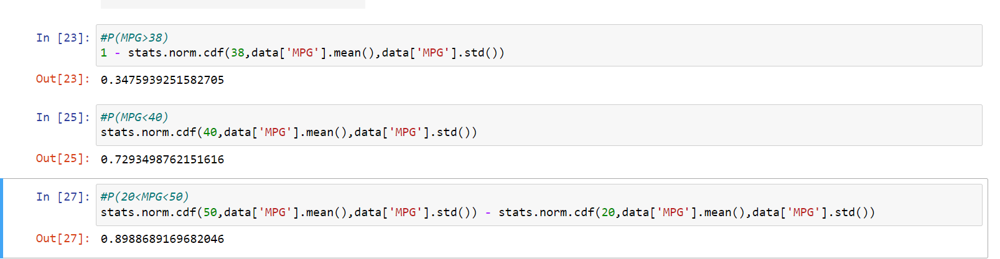 In [23]: #P(MPG>38)
1 - stats.norm.cdf(38,data['MPG'].mean(),data['MPG'].std())
Out[23]: 0.3475939251582705
In [25]: #P(MPG<40)
stats.norm.cdf(40,data['MPG'].mean(),data['MPG'].std())
Out[25]: 0.7293498762151616
In [27]: #P(20<MPG<50)
stats.norm.cdf(50,data['MPG'].mean(),data['MPG'].std()) - stats.norm.cdf(20,data['MPG'].mean(),data['MPG'].std())
Out[27]: 0.8988689169682046